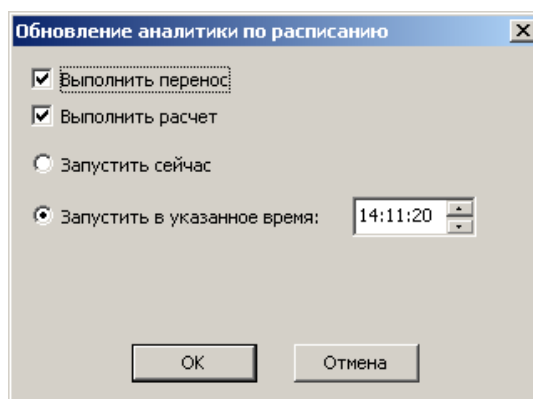 Обновление аналитики по расписанию
Выполнить перенос
Выполнить расчет
Запустить сейчас
Запустить в указанное время: 14:11:20
OK Отмена